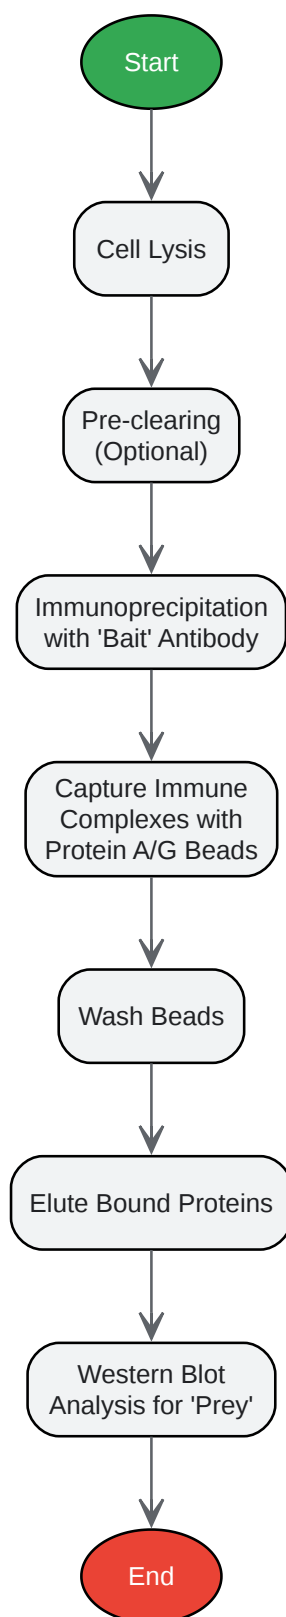 Start
Cell Lysis
Pre-clearing
(Optional)
Immunoprecipitation
with 'Bait' Antibody
Capture Immune
Complexes with
Protein A/G Beads
Wash Beads
Elute Bound Proteins
Western Blot
Analysis for 'Prey'
End